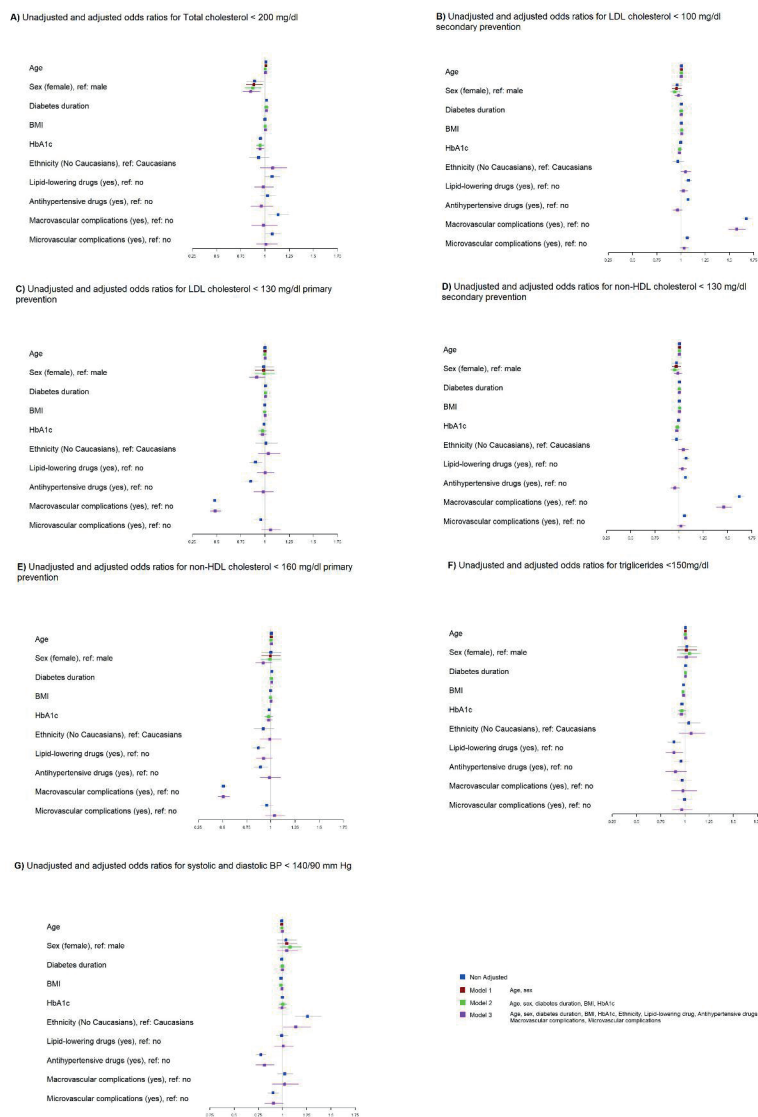 A) Unadjusted and adjusted odds ratios for Total cholesterol < 200 mg/dl
Age
Sex (female), ref: male
Diabetes duration
BMI
HbA1c
Ethnicity (No Caucasians), ref: Caucasians
Lipid-lowering drugs (yes), ref: no
Antihypertensive drugs (yes), ref: no
Macrovascular complications (yes), ref: no
Microvascular complications (yes), ref: no
B) Unadjusted and adjusted odds ratios for LDL cholesterol < 100 mg/dl
secondary prevention
Age
Sex (female), ref: male
Diabetes duration
BMI
HbA1c
Ethnicity (No Caucasians), ref: Caucasians
Lipid-lowering drugs (yes), ref: no
Antihypertensive drugs (yes), ref: no
Macrovascular complications (yes), ref: no
Microvascular complications (yes), ref: no
C) Unadjusted and adjusted odds ratios for LDL cholesterol < 130 mg/dl primary
prevention
Age
Sex (female), ref: male
Diabetes duration
BMI
HbA1c
Ethnicity (No Caucasians), ref: Caucasians
Lipid-lowering drugs (yes), ref: no
Antihypertensive drugs (yes), ref: no
Macrovascular complications (yes), ref: no
Microvascular complications (yes), ref: no
D) Unadjusted and adjusted odds ratios for non-HDL cholesterol < 130 mg/dl
secondary prevention
Age
Sex (female), ref: male
Diabetes duration
BMI
HbA1c
Ethnicity (No Caucasians), ref: Caucasians
Lipid-lowering drugs (yes), ref: no
Antihypertensive drugs (yes), ref: no
Macrovascular complications (yes), ref: no
Microvascular complications (yes), ref: no
E) Unadjusted and adjusted odds ratios for non-HDL cholesterol < 160 mg/dl primary
prevention
Age
Sex (female), ref: male
Diabetes duration
BMI
HbA1c
Ethnicity (No Caucasians), ref: Caucasians
Lipid-lowering drugs (yes), ref: no
Antihypertensive drugs (yes), ref: no
Macrovascular complications (yes), ref: no
Microvascular complications (yes), ref: no
F) Unadjusted and adjusted odds ratios for triglicerides <150mg/dl
Age
Sex (female), ref: male
Diabetes duration
BMI
HbA1c
Ethnicity (No Caucasians), ref: Caucasians
Lipid-lowering drugs (yes), ref: no
Antihypertensive drugs (yes), ref: no
Macrovascular complications (yes), ref: no
Microvascular complications (yes), ref: no
G) Unadjusted and adjusted odds ratios for systolic and diastolic BP < 140/90 mm Hg
Age
Sex (female), ref: male
Diabetes duration
BMI
HbA1c
Ethnicity (No Caucasians), ref: Caucasians
Lipid-lowering drugs (yes), ref: no
Antihypertensive drugs (yes), ref: no
Macrovascular complications (yes), ref: no
Microvascular complications (yes), ref: no
Non Adjusted
Model 1 Age, sex
Model 2 Age, sex, diabetes duration, BMI, HbA1c
Model 3 Age, sex, diabetes duration, BMI, HbA1c, Ethnicity, Lipid-lowering drug, Antihypertensive drugs
Macrovascular complications, Microvascular complications